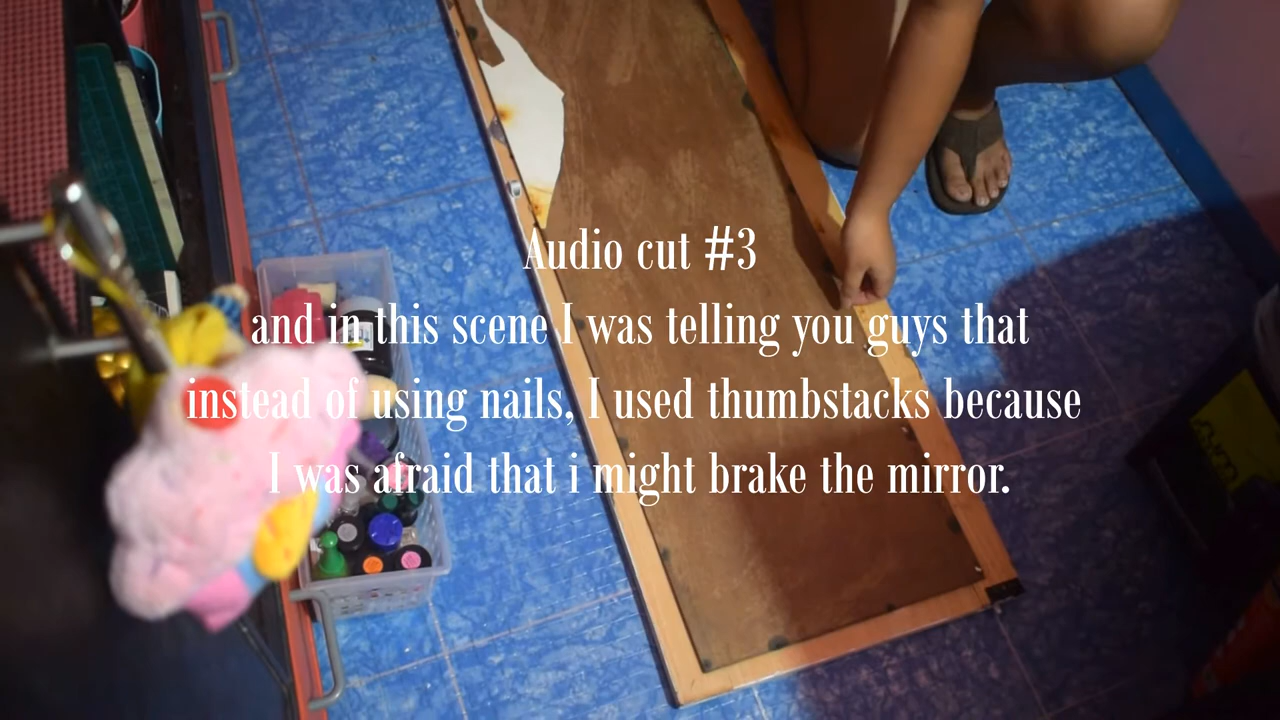 Audio cut #3
and in this scene I was telling you guys that
instead of using nails, I used thumbstacks because
I was afraid that i might brake the mirror.